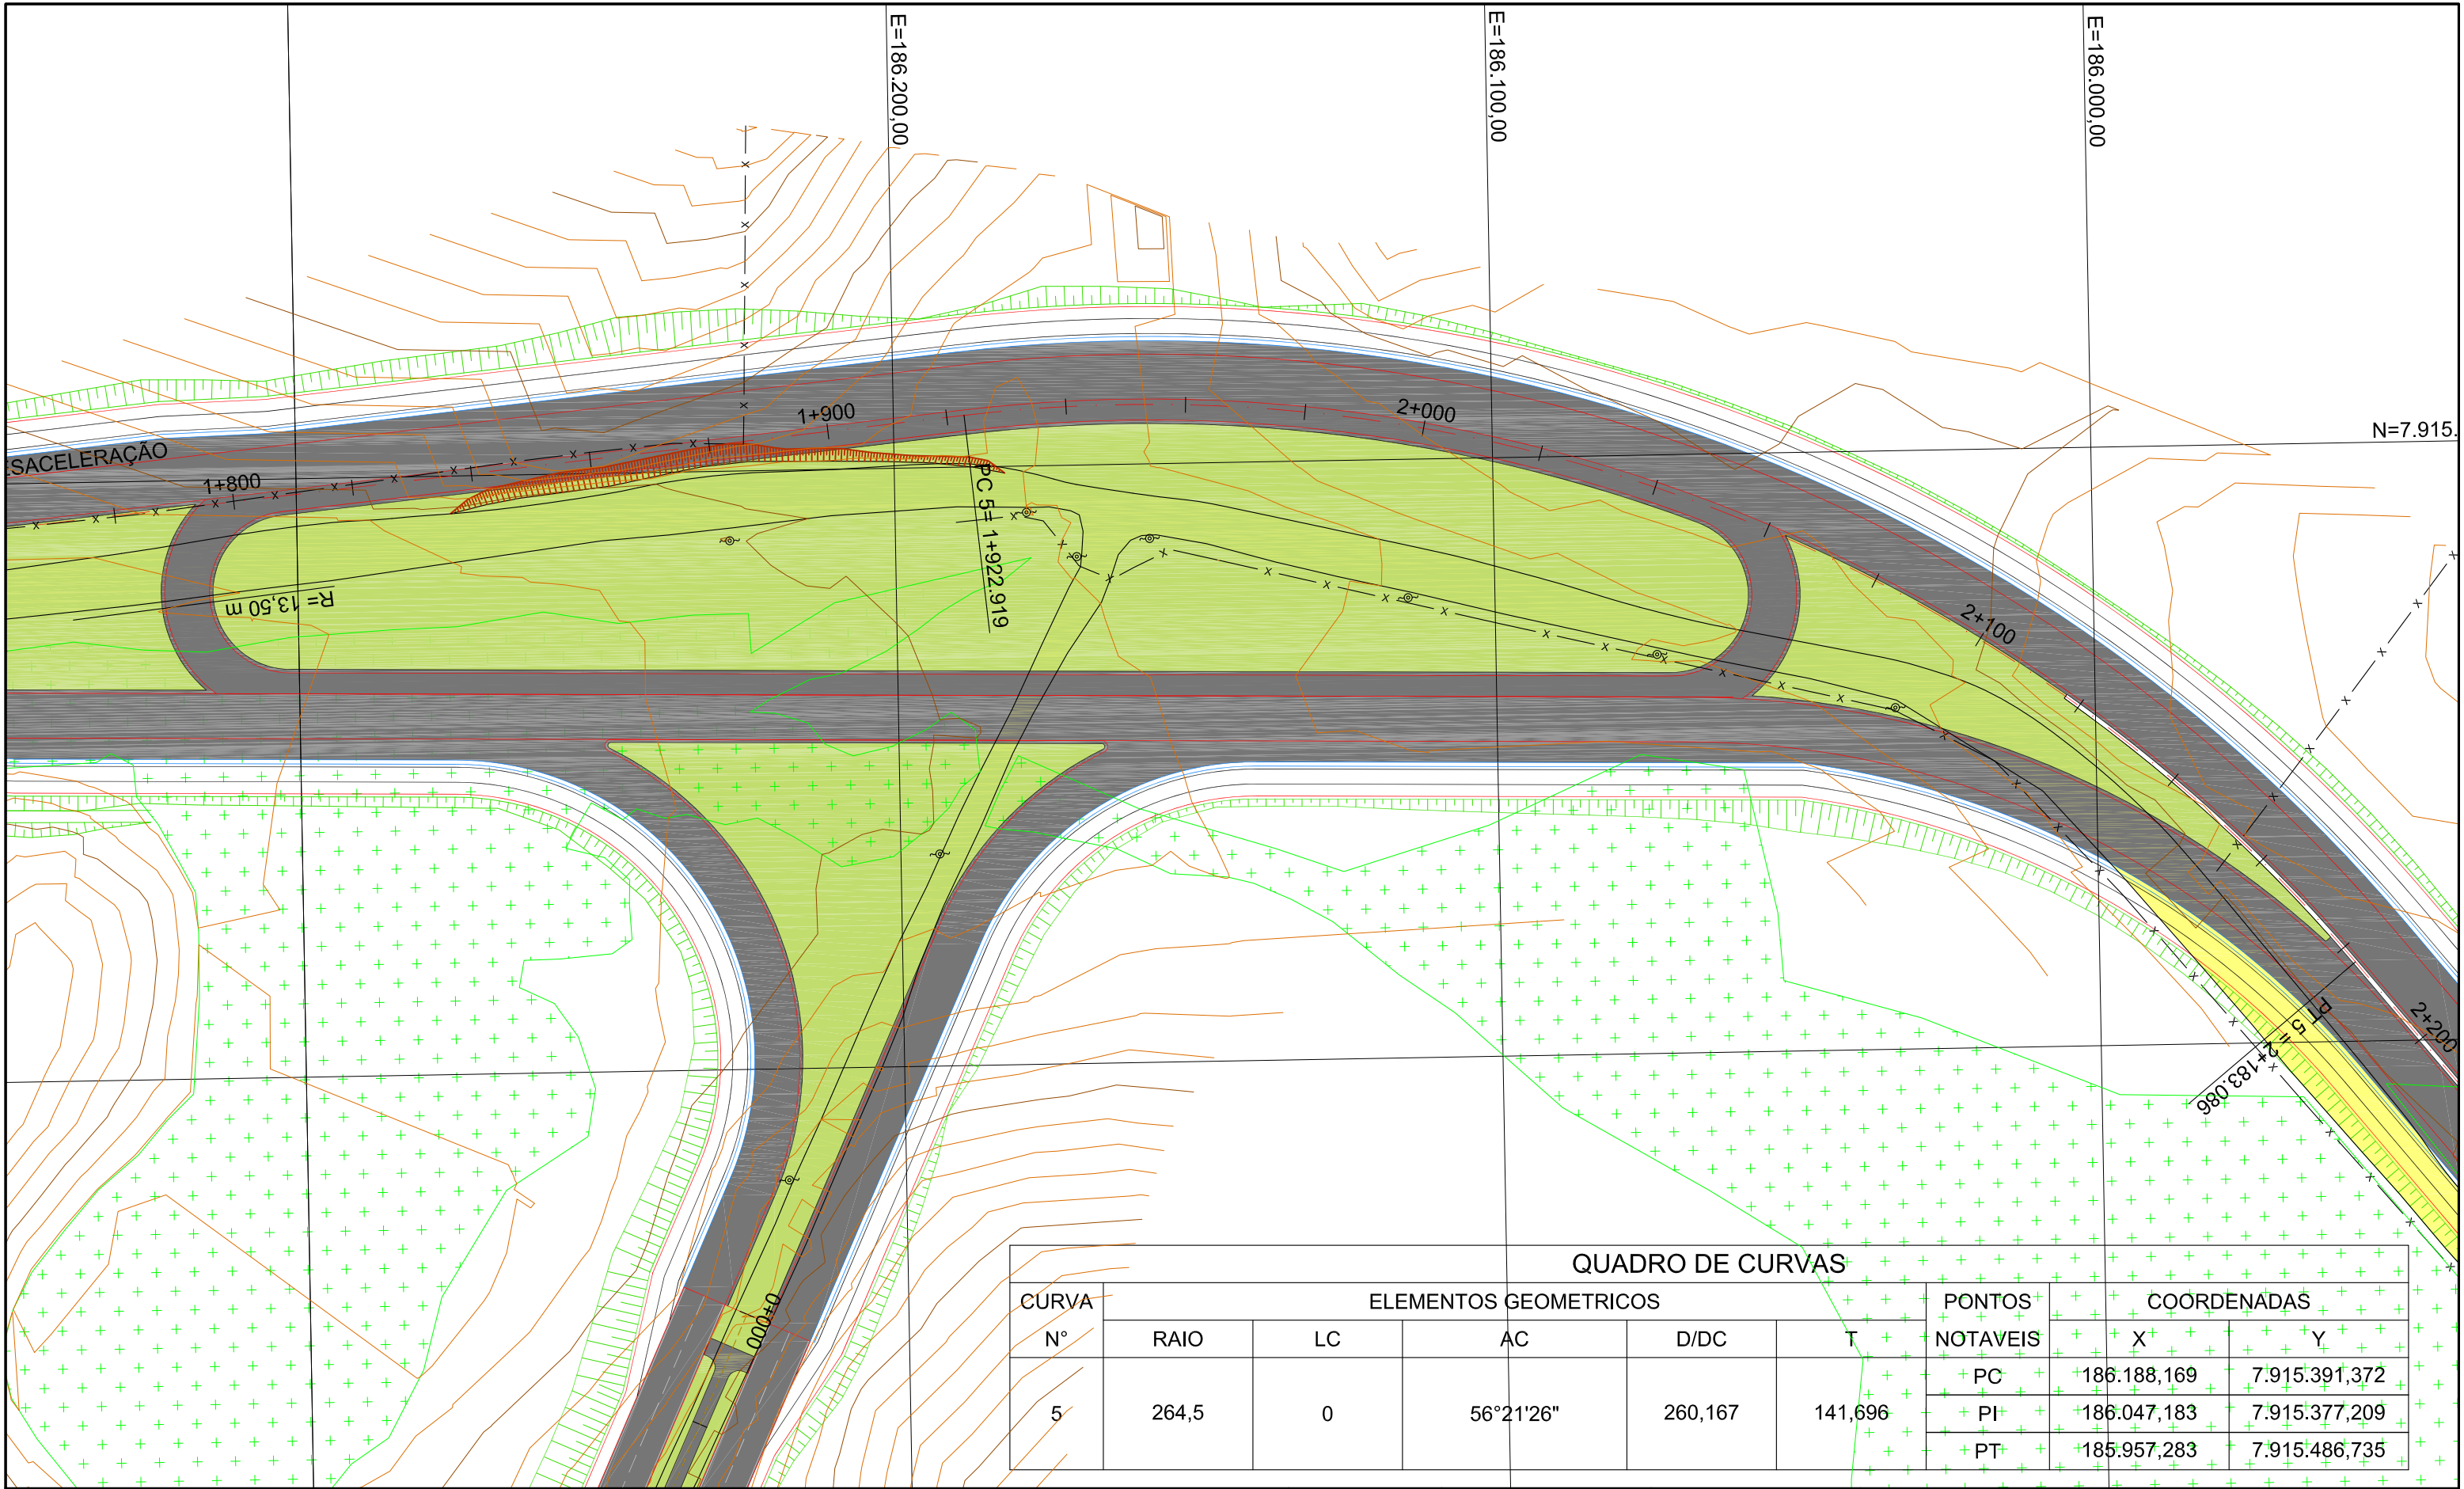 E=186.200,00
E=186.100,00
E=186.000,00
N=7.915.
ESACELERAÇÃO
1+800
1+900
2+000
2+100
2+200
R= 13,50 m
PC 5= 1+922.919
PT 5 = 2+183.086
0+000
QUADRO DE CURVAS
CURVA N° ELEMENTOS GEOMETRICOS PONTOS NOTAVEIS COORDENADAS
RAIO LC AC D/DC T X Y
5 264,5 0 56°21'26" 260,167 141,696
PC 186.188,169 7.915.391,372
PI 186.047,183 7.915.377,209
PT 185.957,283 7.915.486,735